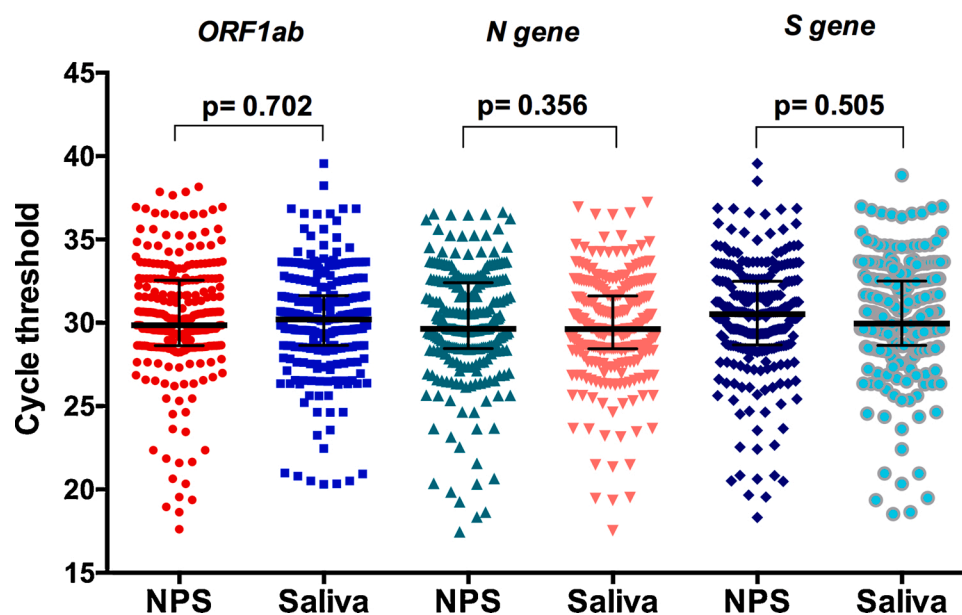 ORF1ab N gene S gene
p= 0.702 p= 0.356 p= 0.505
Cycle threshold
45
40
35
30
25
20
15
NPS Saliva NPS Saliva NPS Saliva